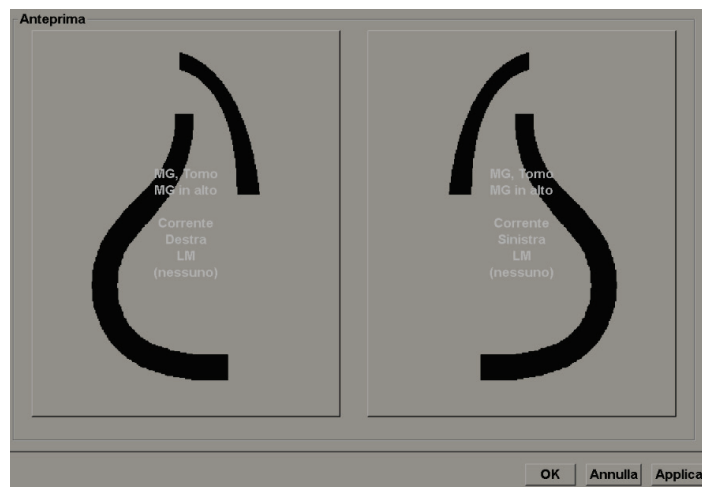 Anteprima
MG, Tomo
MG in alto
Corrente
Destra
LM
(nessuno)
MG, Tomo
MG in alto
Corrente
Sinistra
LM
(nessuno)
OK
Annulla
Applica